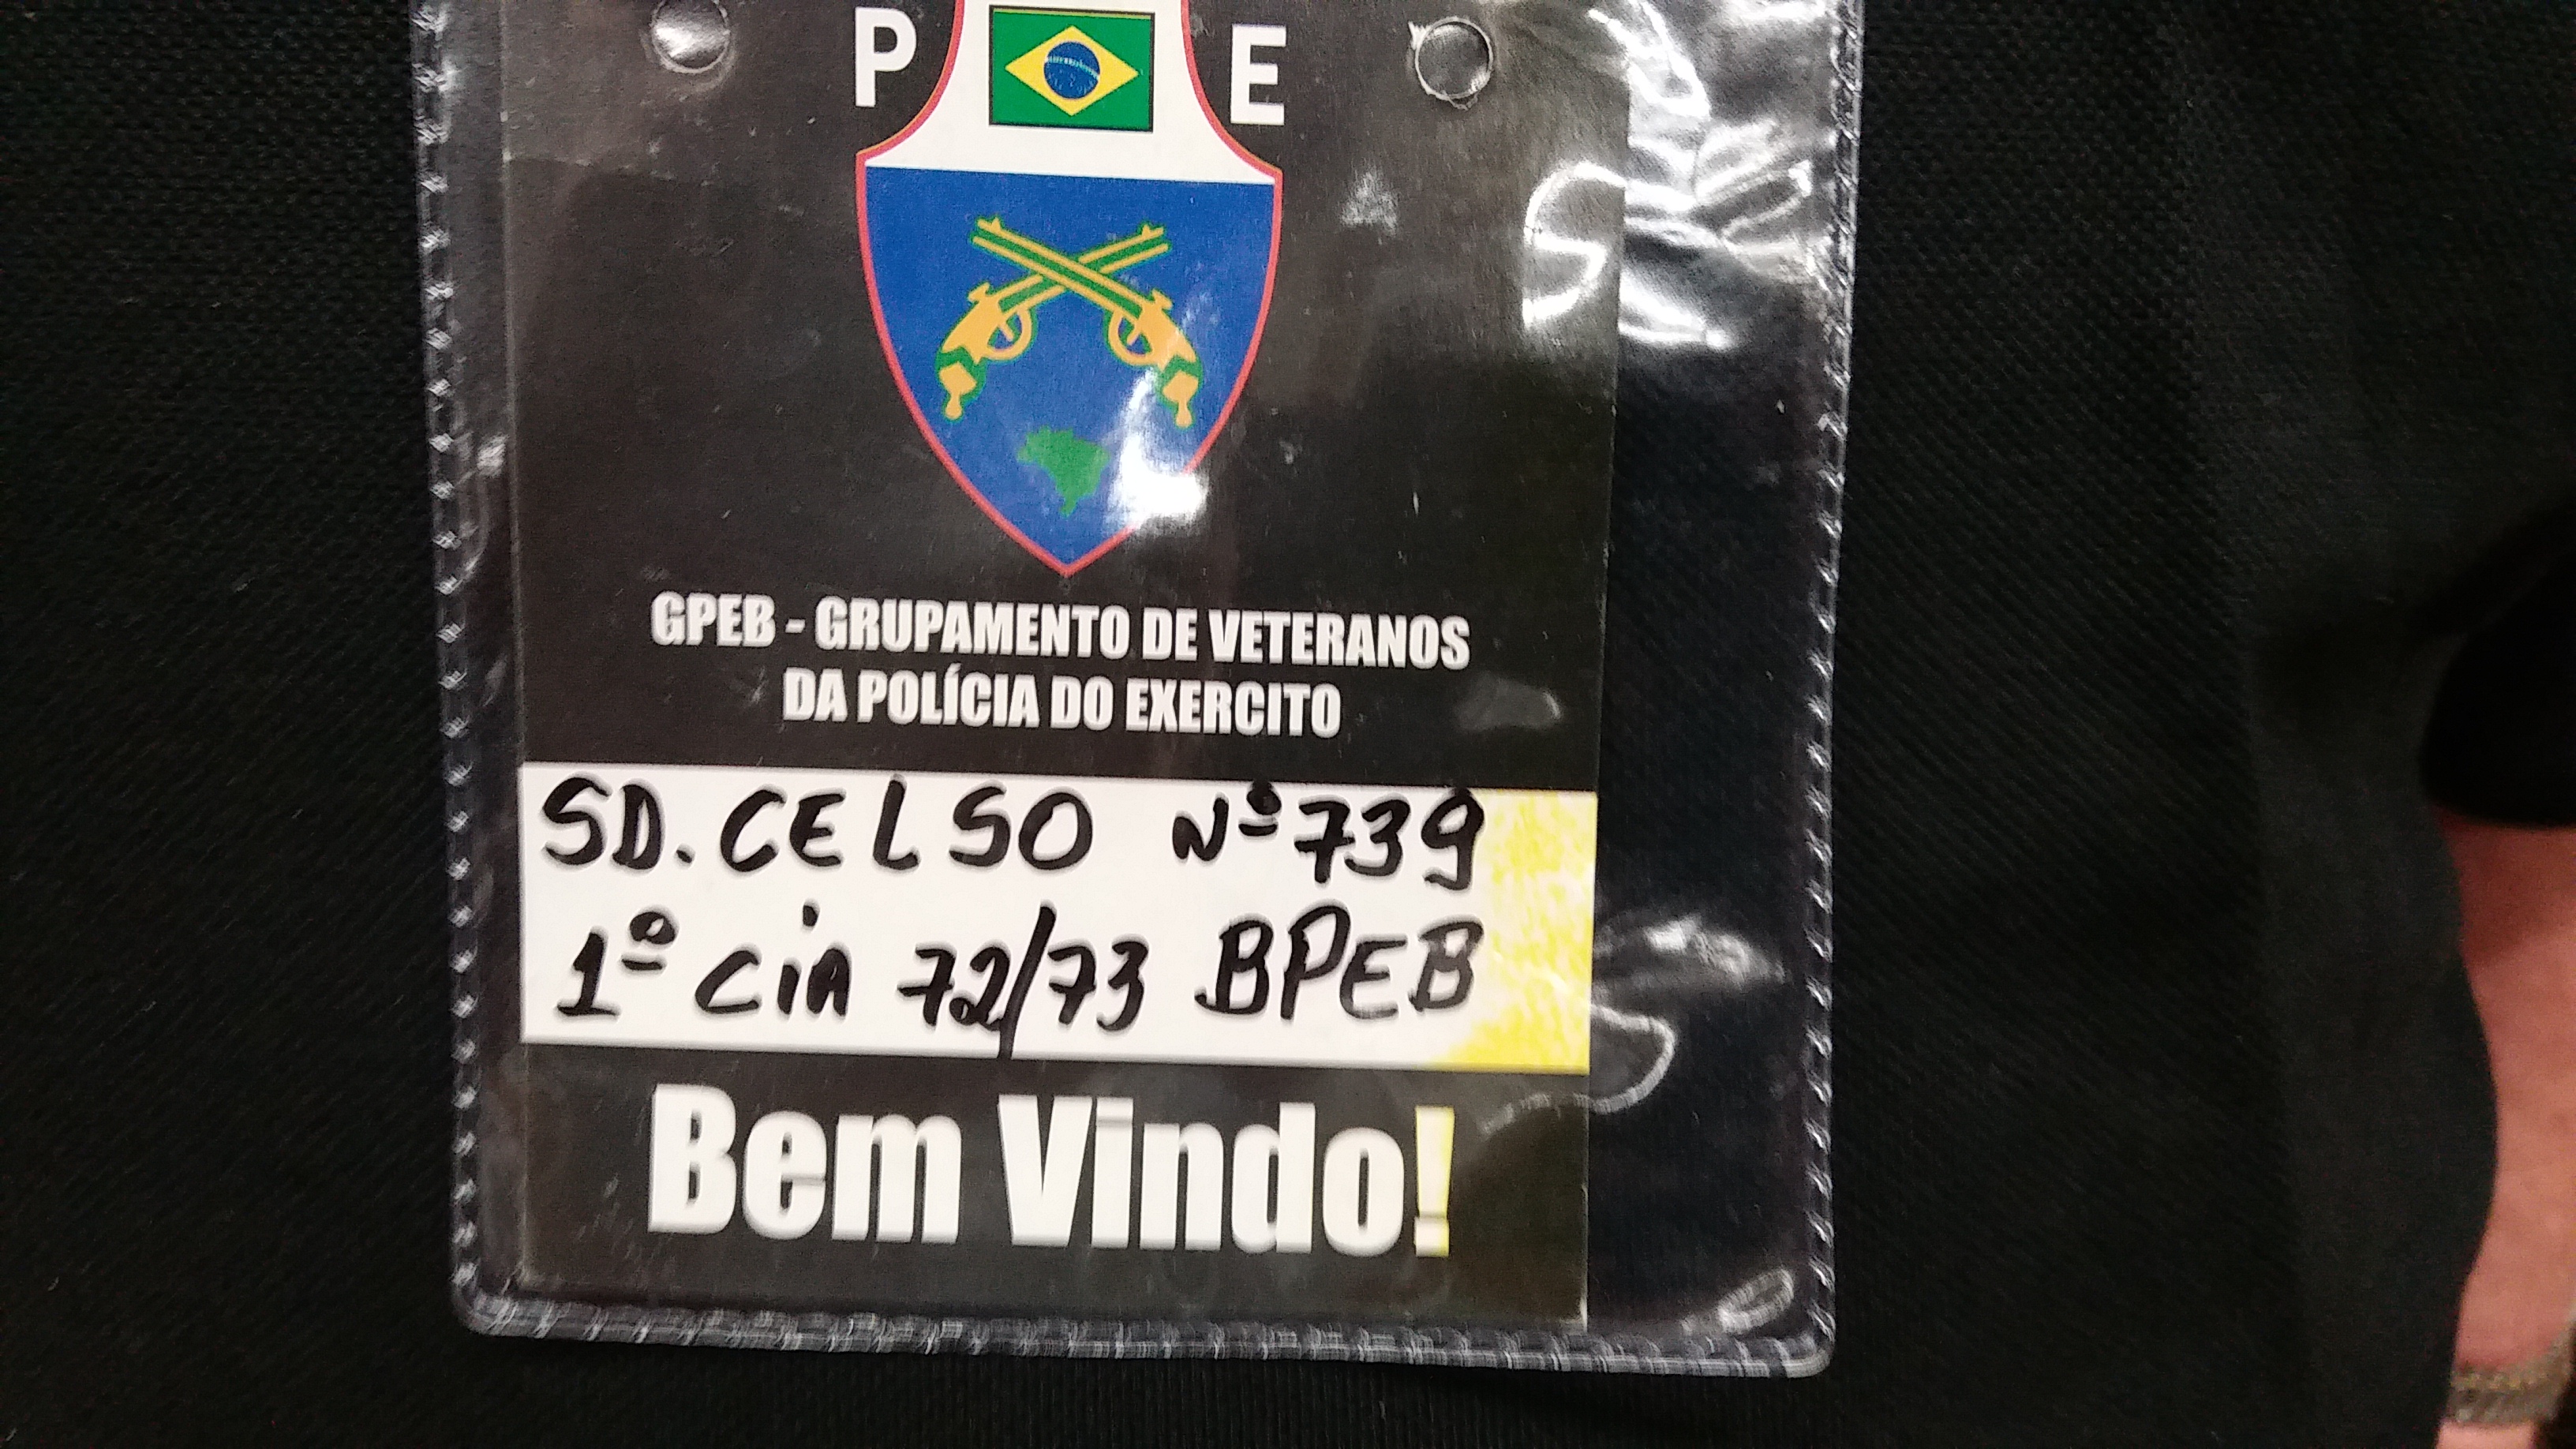 P E
GPEB - GRUPAMENTO DE VETERANOS
DA POLÍCIA DO EXERCITO
SD. CELSO Nº 739
1º CiA 72/73 BPEB
Bem Vindo!